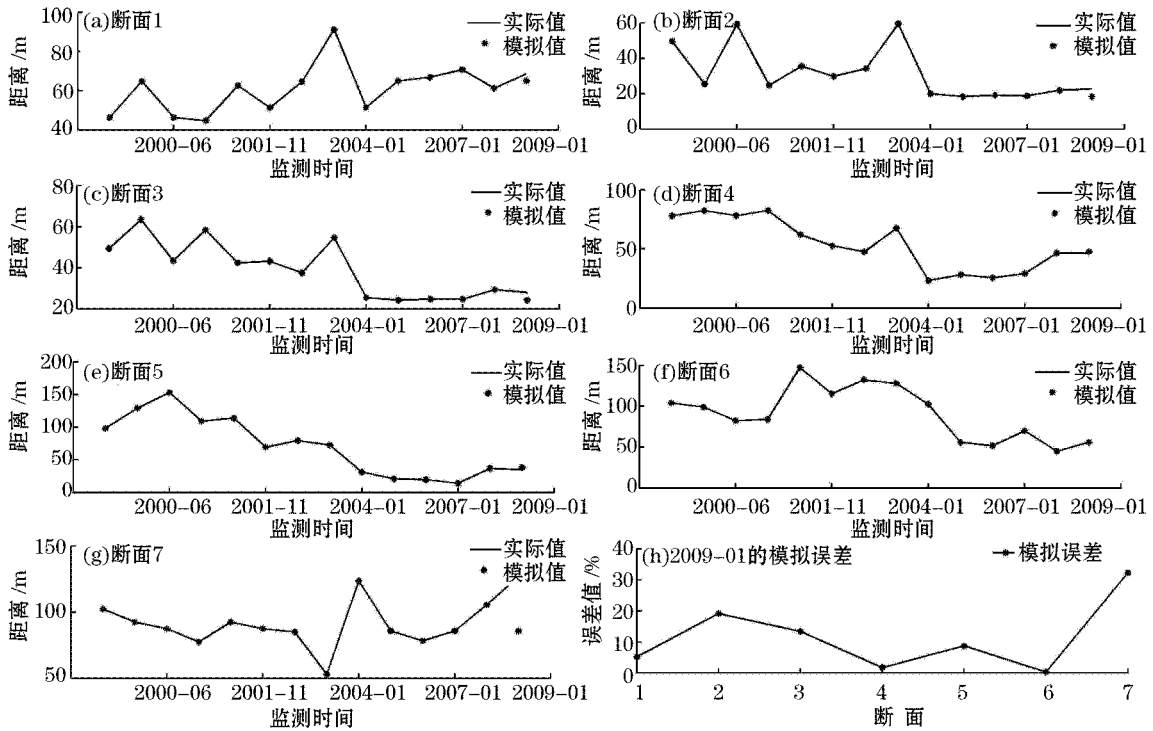 (a)断面1
实际值
模拟值
距离/m
100
80
60
40
2000-06
2001-11
2004-01
2007-01
2009-01
监测时间
(b)断面2
实际值
模拟值
距离/m
60
40
20
0
2000-06
2001-11
2004-01
2007-01
2009-01
监测时间
(c)断面3
实际值
模拟值
距离/m
80
60
40
20
2000-06
2001-11
2004-01
2007-01
2009-01
监测时间
(d)断面4
实际值
模拟值
距离/m
100
50
0
2000-06
2001-11
2004-01
2007-01
2009-01
监测时间
(e)断面5
实际值
模拟值
距离/m
200
150
100
50
0
2000-06
2001-11
2004-01
2007-01
2009-01
监测时间
(f)断面6
实际值
模拟值
距离/m
150
100
50
0
2000-06
2001-11
2004-01
2007-01
2009-01
监测时间
(g)断面7
实际值
模拟值
距离/m
150
100
50
2000-06
2001-11
2004-01
2007-01
2009-01
监测时间
(h)2009-01的模拟误差
模拟误差
误差值/%
40
30
20
10
0
1
2
3
4
5
6
7
断 面